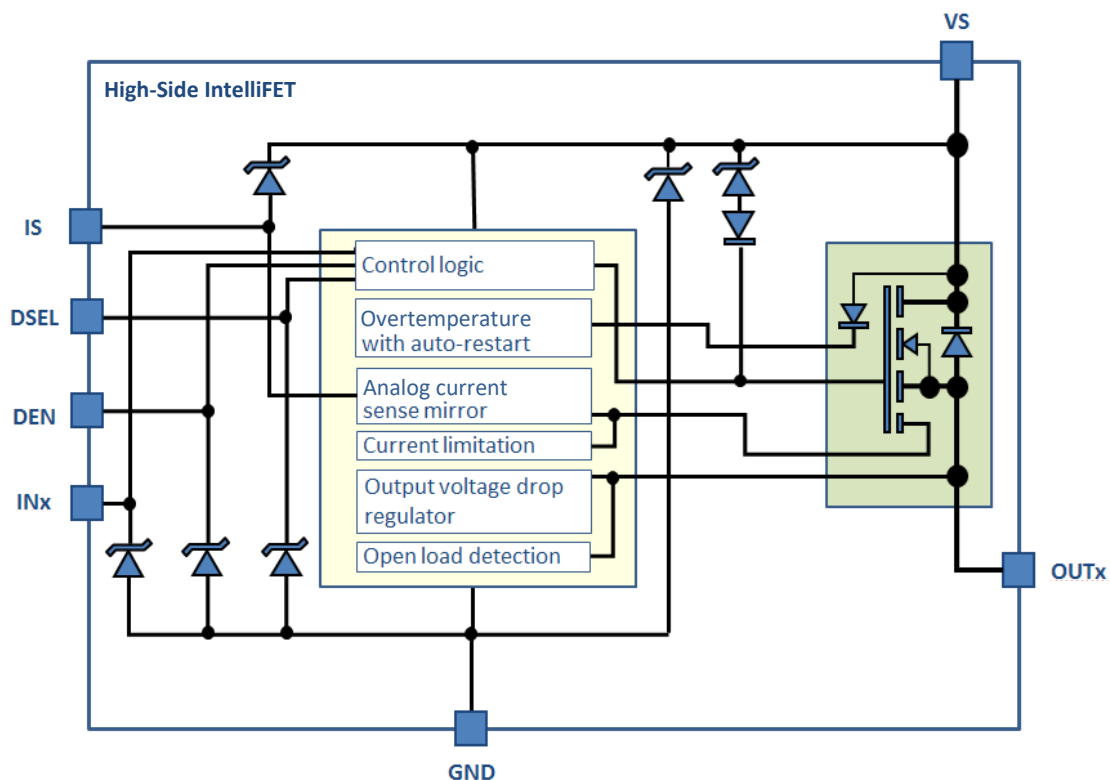 VS
High-Side IntelliFET
IS
Control logic
DSEL
Overtemperature
with auto-restart
Analog current
sense mirror
DEN
Current limitation
INx
Output voltage drop
regulator
Open load detection
OUTx
GND